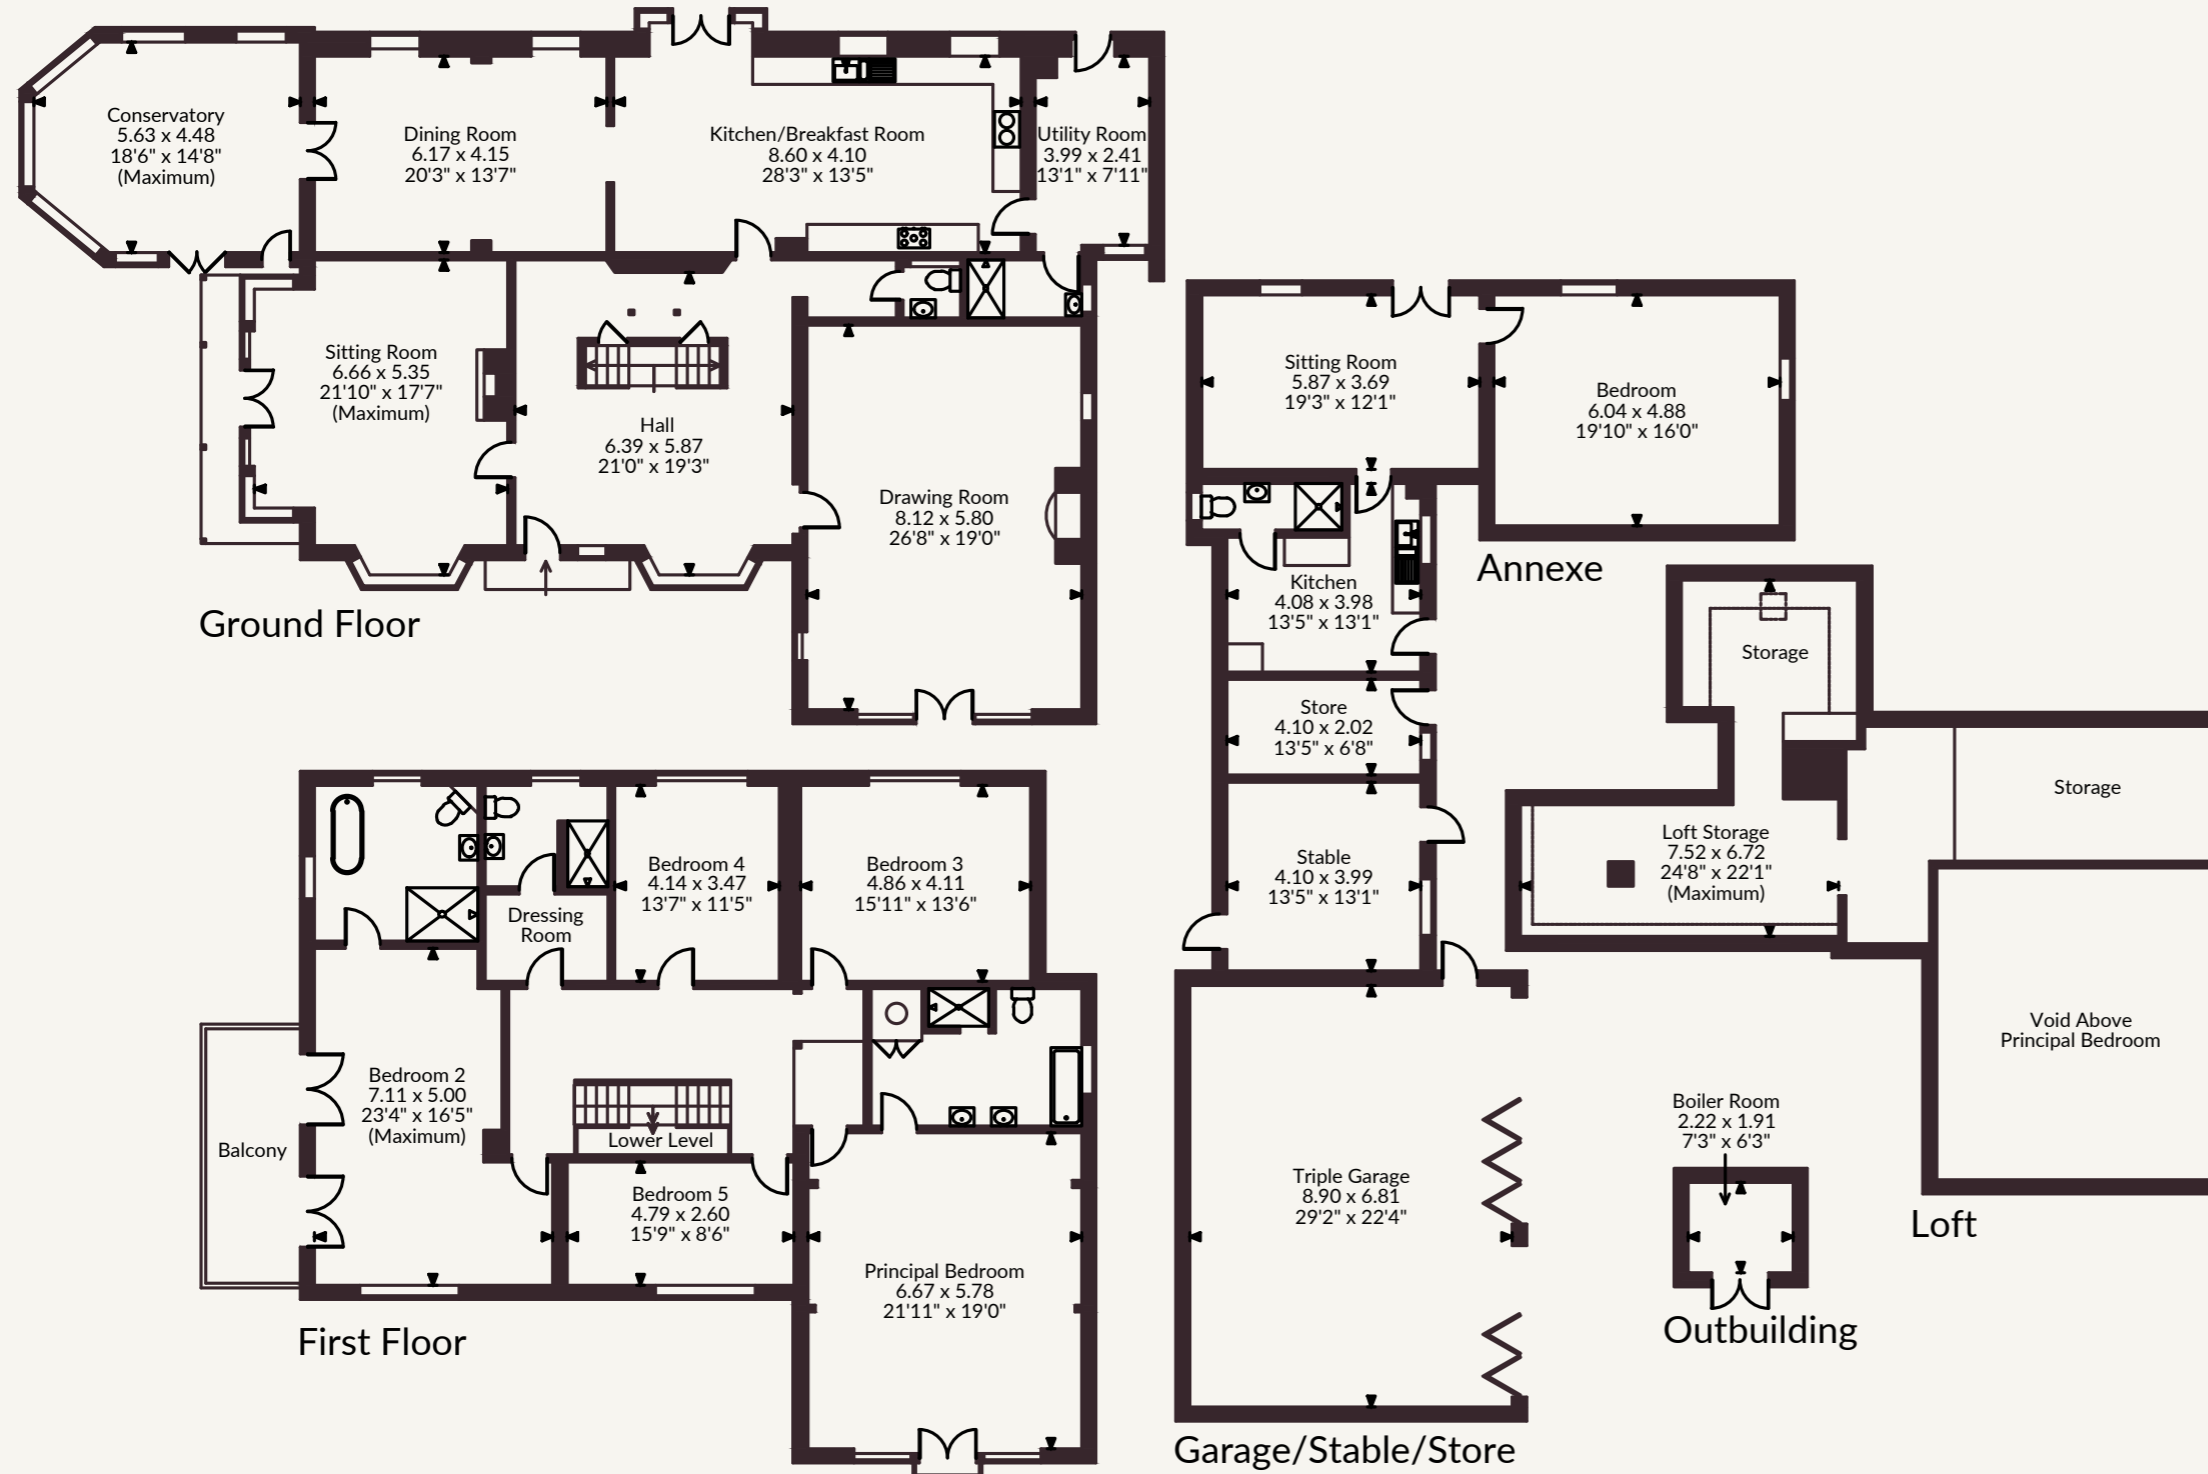 Conservatory
5.63 x 4.48
18'6" x 14'8"
(Maximum)
Dining Room
6.17 x 4.15
20'3" x 13'7"
Kitchen/Breakfast Room
8.60 x 4.10
28'3" x 13'5"
Utility Room
3.99 x 2.41
13'1" x 7'11"
Sitting Room
6.66 x 5.35
21'10" x 17'7"
(Maximum)
Hall
6.39 x 5.87
21'0" x 19'3"
Drawing Room
8.12 x 5.80
26'8" x 19'0"
Ground Floor
Sitting Room
5.87 x 3.69
19'3" x 12'1"
Bedroom
6.04 x 4.88
19'10" x 16'0"
Annexe
Kitchen
4.08 x 3.98
13'5" x 13'1"
Store
4.10 x 2.02
13'5" x 6'8"
Stable
4.10 x 3.99
13'5" x 13'1"
Triple Garage
8.90 x 6.81
29'2" x 22'4"
Garage/Stable/Store
Storage
Storage
Loft Storage
7.52 x 6.72
24'8" x 22'1"
(Maximum)
Void Above
Principal Bedroom
Loft
Boiler Room
2.22 x 1.91
7'3" x 6'3"
Outbuilding
Dressing
Room
Bedroom 4
4.14 x 3.47
13'7" x 11'5"
Bedroom 3
4.86 x 4.11
15'11" x 13'6"
Bedroom 2
7.11 x 5.00
23'4" x 16'5"
(Maximum)
Balcony
Lower Level
Bedroom 5
4.79 x 2.60
15'9" x 8'6"
Principal Bedroom
6.67 x 5.78
21'11" x 19'0"
First Floor